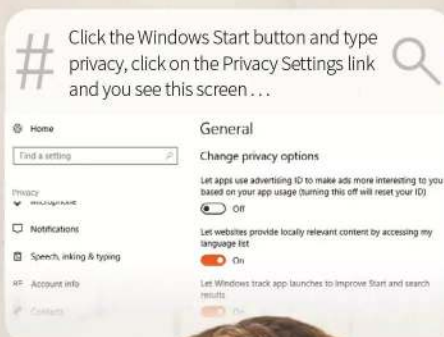 #
Click the Windows Start button and type
privacy, click on the Privacy Settings link
and you see this screen...
Home
Find a setting
Privacy
Microphone
Notifications
Speech, inking & typing
Account info
Contacts
General
Change privacy options
Let apps use advertising ID to make ads more interesting to you
based on your app usage (turning this off will reset your ID)
Off
Let websites provide locally relevant content by accessing my
language list
On
Let Windows track app launches to improve Start and search
results
On